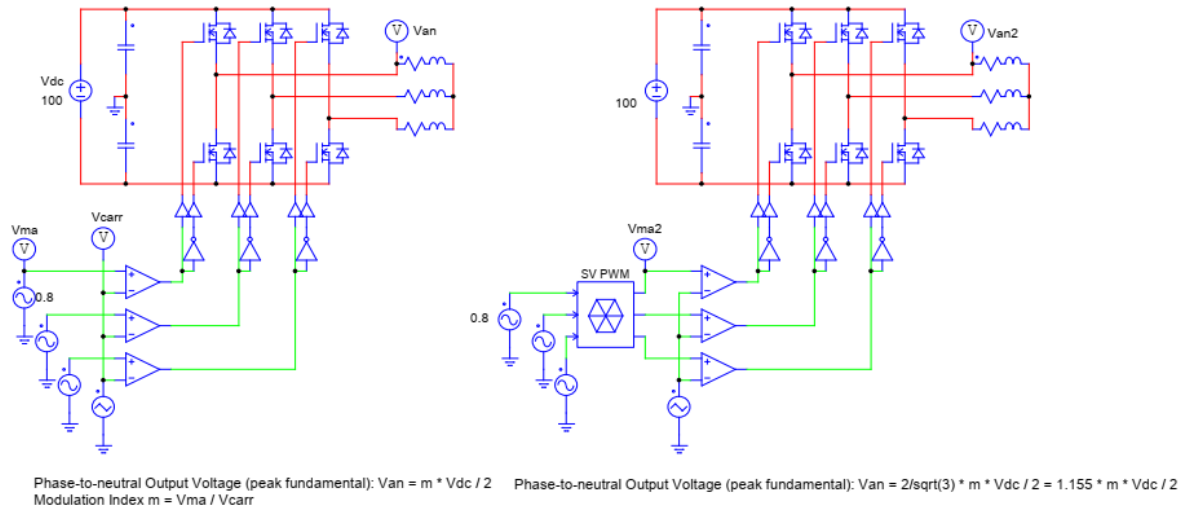 V Van
V Van2
Vdc
100
100
Vcarr
Vma V
V
0.8
Vma2
V
SV PWM
0.8
Phase-to-neutral Output Voltage (peak fundamental): Van = m * Vdc / 2
Modulation Index m = Vma / Vcarr
Phase-to-neutral Output Voltage (peak fundamental): Van = 2/sqrt(3) * m * Vdc / 2 = 1.155 * m * Vdc / 2